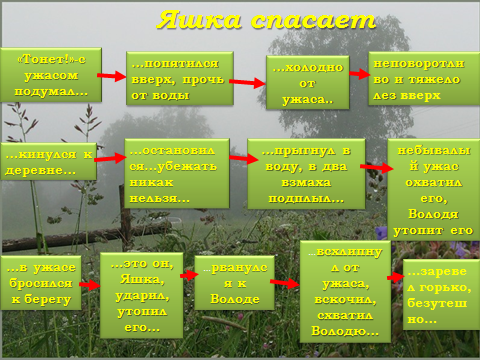 Яшка спасает
«Тонет!»-с
ужасом
подумал...
...попятился
вверх, прочь
от воды
...холодно
от
ужаса..
неповоротли
во и тяжело
лез вверх
...кинулся к
деревне...
...остановил
ся...убежать
никак
нельзя...
...прыгнул в
воду, в два
взмаха
подплыл...
небывалы
й ужас
охватил
его,
Володя
утопит его
...в ужасе
бросился
к берегу
...это он,
Яшка,
ударил,
утопил
его...
...рванулс
я к
Володе
...всхлипну
л от
ужаса,
вскочил,
схватил
Володю...
...зареве
л горько,
безутеш
но...